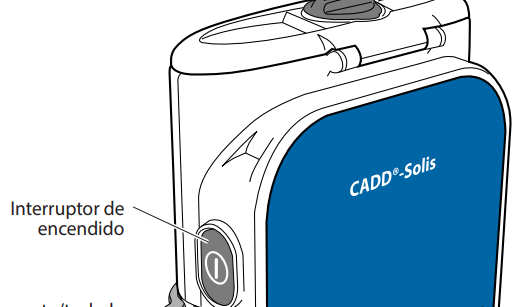 CADD®-Solis
Interruptor de
encendido